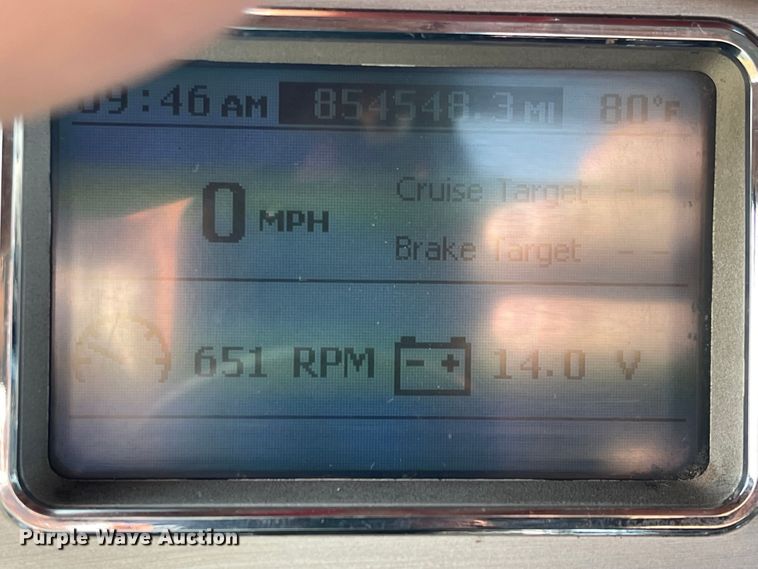 09:46 AM 854548.3 MI 80°F
0 MPH Cruise Target --
Brake Target --
651 RPM - + 14.0 V
Purple Wave Auction